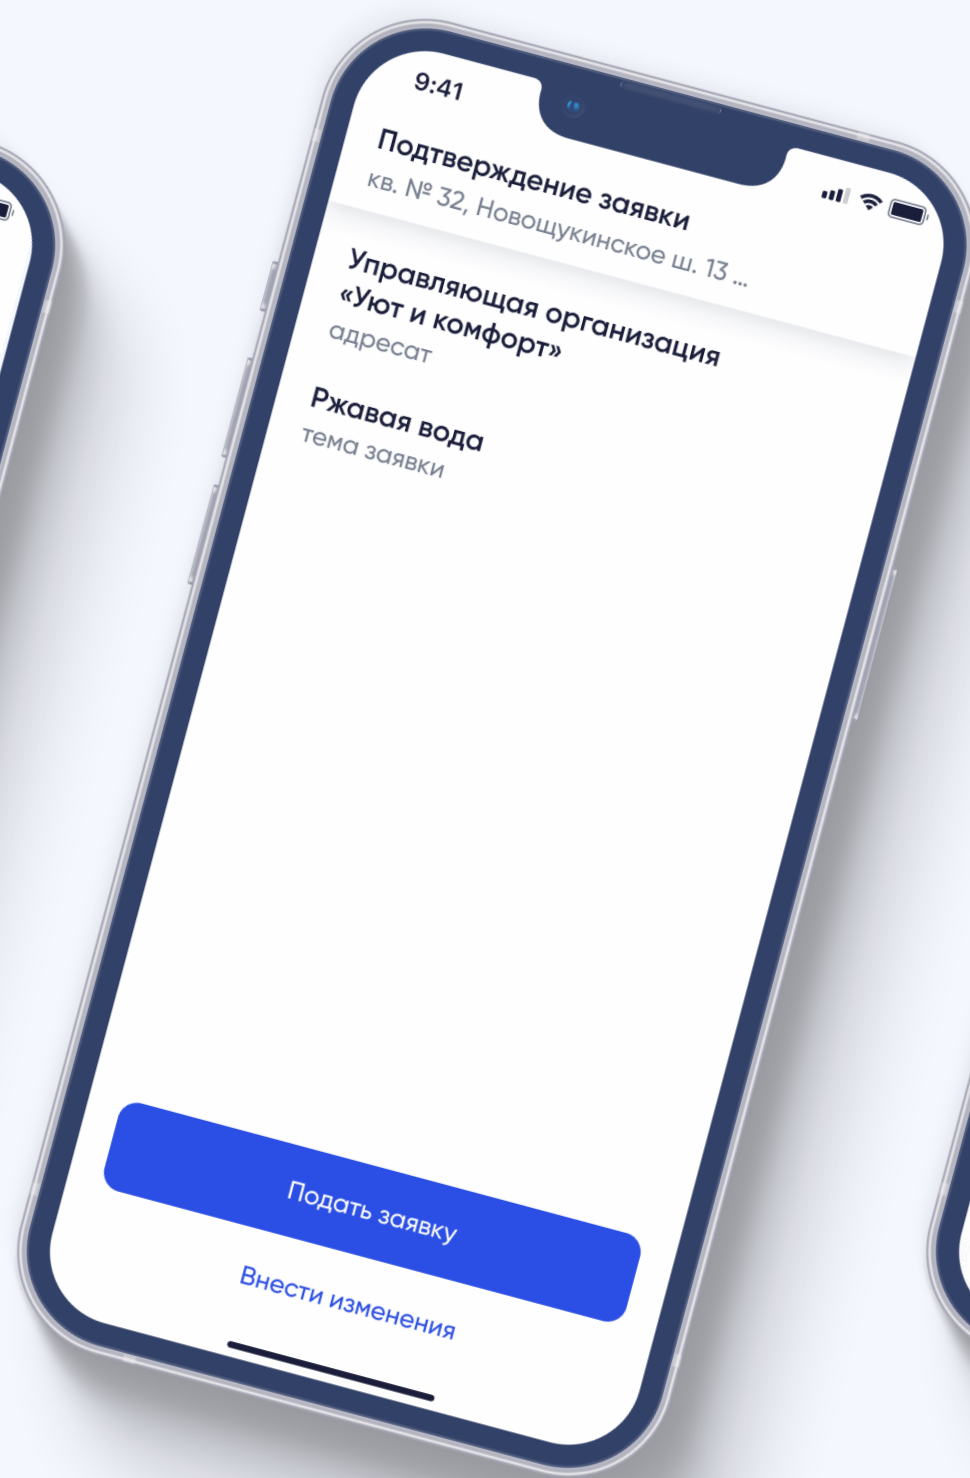 9:41
Подтверждение заявки
кв. № 32, Новощукинское ш. 13 ...
Управляющая организация
«Уют и комфорт»
адресат
Ржавая вода
тема заявки
Подать заявку
Внести изменения